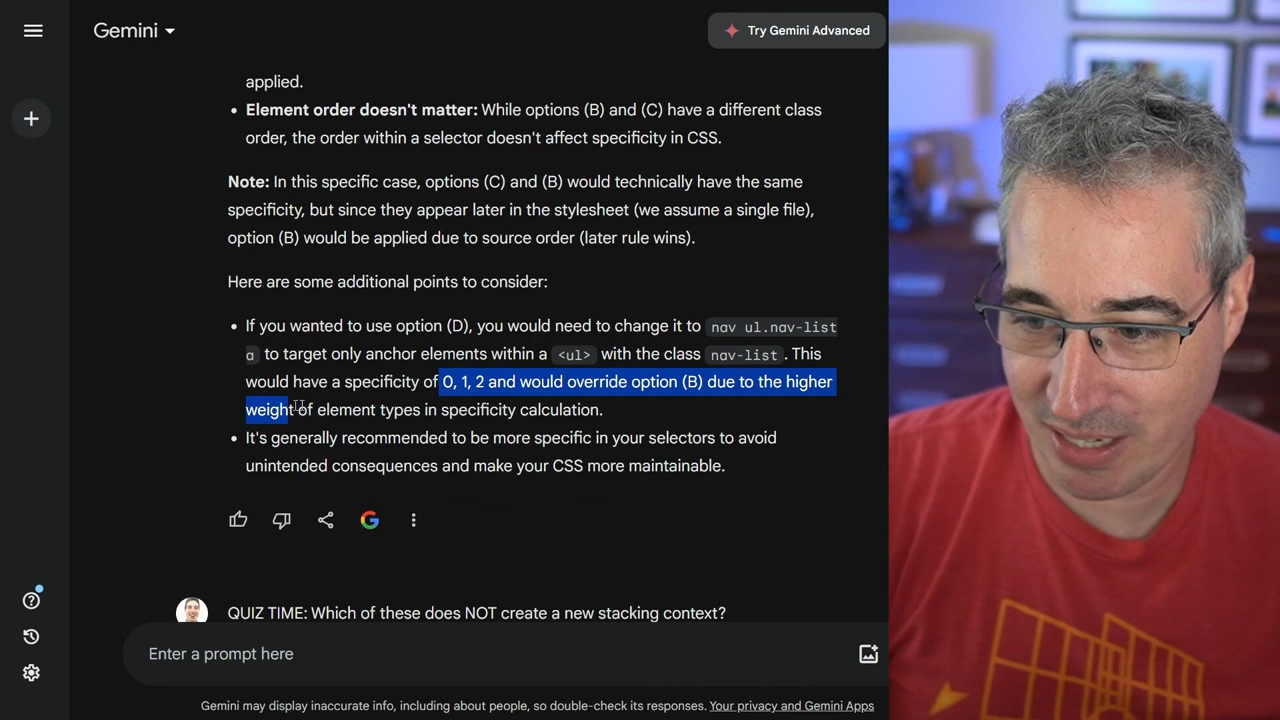 Gemini
Try Gemini Advanced
applied.
• Element order doesn't matter: While options (B) and (C) have a different class
order, the order within a selector doesn't affect specificity in CSS.
Note: In this specific case, options (C) and (B) would technically have the same
specificity, but since they appear later in the stylesheet (we assume a single file),
option (B) would be applied due to source order (later rule wins).
Here are some additional points to consider:
• If you wanted to use option (D), you would need to change it to nav ul.nav-list
a to target only anchor elements within a <ul> with the class nav-list. This
would have a specificity of 0, 1, 2 and would override option (B) due to the higher
weight of element types in specificity calculation.
• It's generally recommended to be more specific in your selectors to avoid
unintended consequences and make your CSS more maintainable.
QUIZ TIME: Which of these does NOT create a new stacking context?
Enter a prompt here
Gemini may display inaccurate info, including about people, so double-check its responses. Your privacy and Gemini Apps